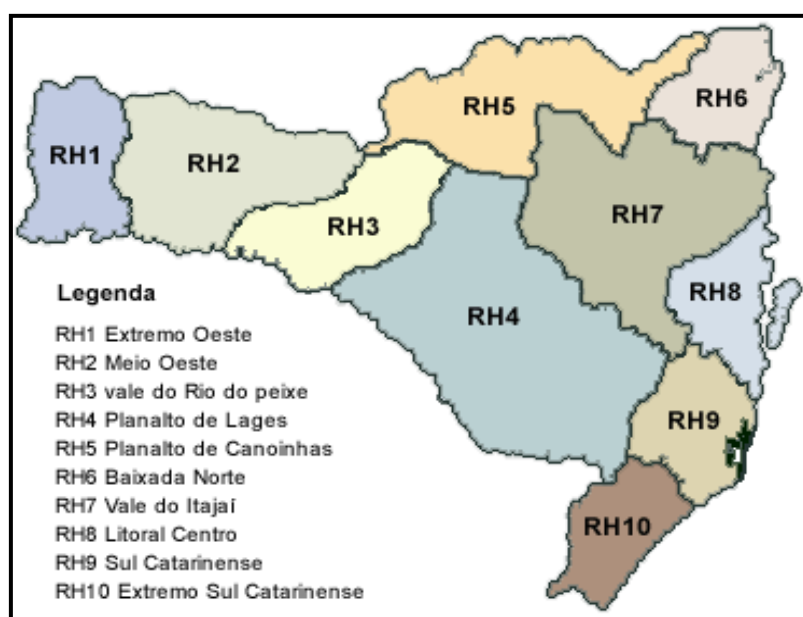 RH6
RH5
RH1
RH2
RH7
RH3
RH8
RH4
Legenda
RH1 Extremo Oeste
RH2 Meio Oeste
RH3 vale do Rio do peixe
RH4 Planalto de Lages
RH5 Planalto de Canoinhas
RH6 Baixada Norte
RH7 Vale do Itajaí
RH8 Litoral Centro
RH9 Sul Catarinense
RH10 Extremo Sul Catarinense
RH9
RH10